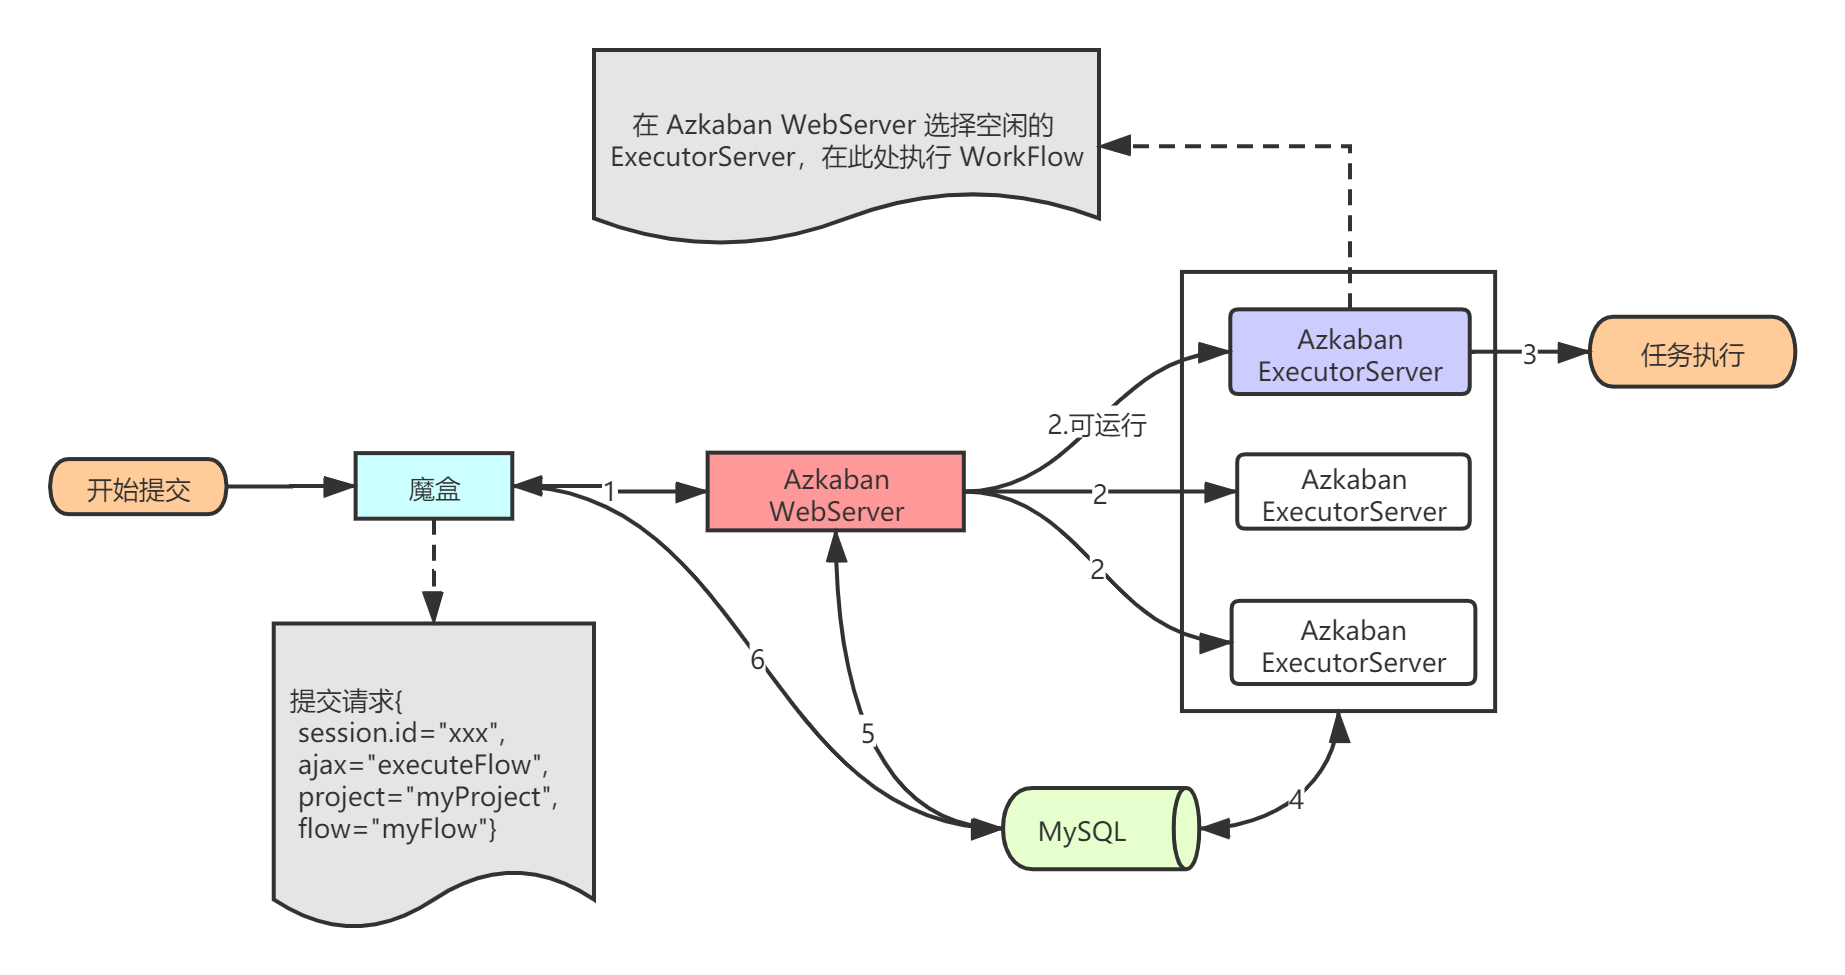 在 Azkaban WebServer 选择空闲的
ExecutorServer，在此处执行 WorkFlow
Azkaban
ExecutorServer
3
任务执行
2.可运行
开始提交
魔盒
1
Azkaban
WebServer
2
Azkaban
ExecutorServer
2
Azkaban
ExecutorServer
6
提交请求{
session.id="xxx",
ajax="executeFlow",
project="myProject",
flow="myFlow"}
5
4
MySQL